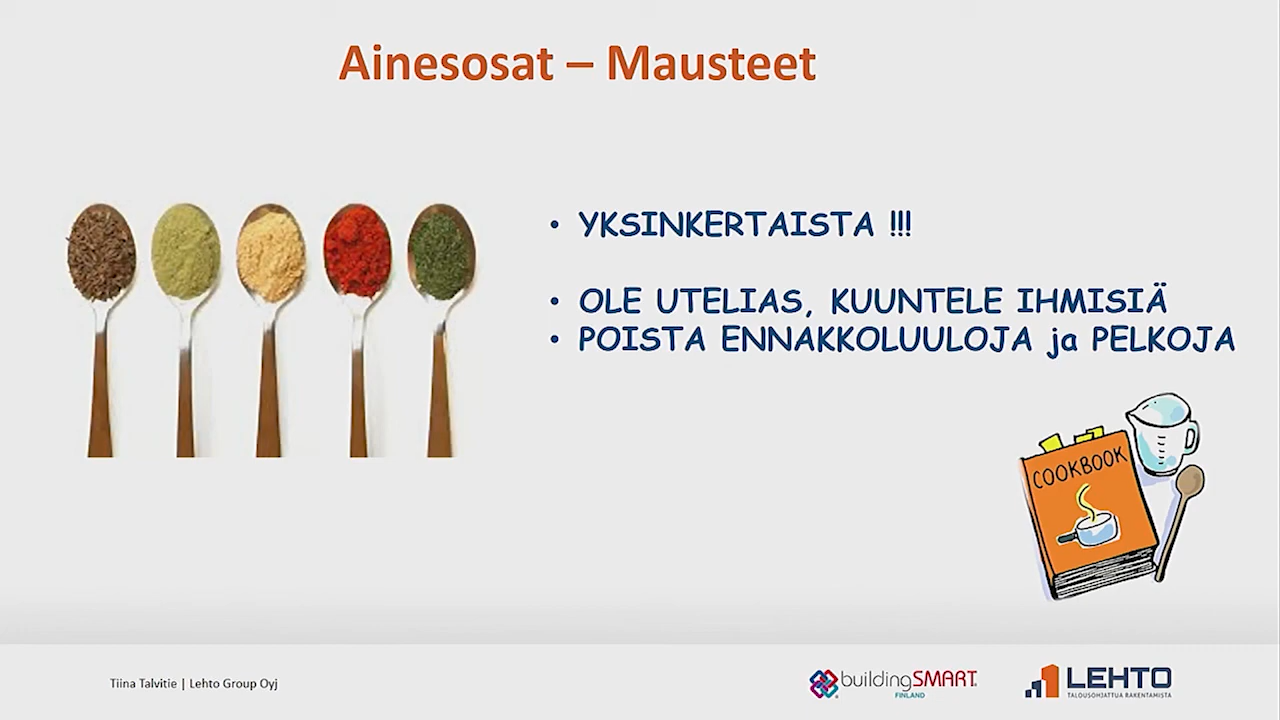 Ainesosat – Mausteet
• YKSINKERTAISTA !!!
• OLE UTELIAS, KUUNTELE IHMISIÄ
• POISTA ENNAKKOLUULOJA ja PELKOJA
COOKBOOK
Tiina Talvitie | Lehto Group Oyj
buildingSMART
FINLAND
LEHTO
TALOUSOHJATTUA RAKENTAMISTA